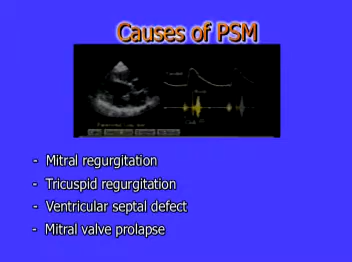 Causes of PSM
- Mitral regurgitation
- Tricuspid regurgitation
- Ventricular septal defect
- Mitral valve prolapse